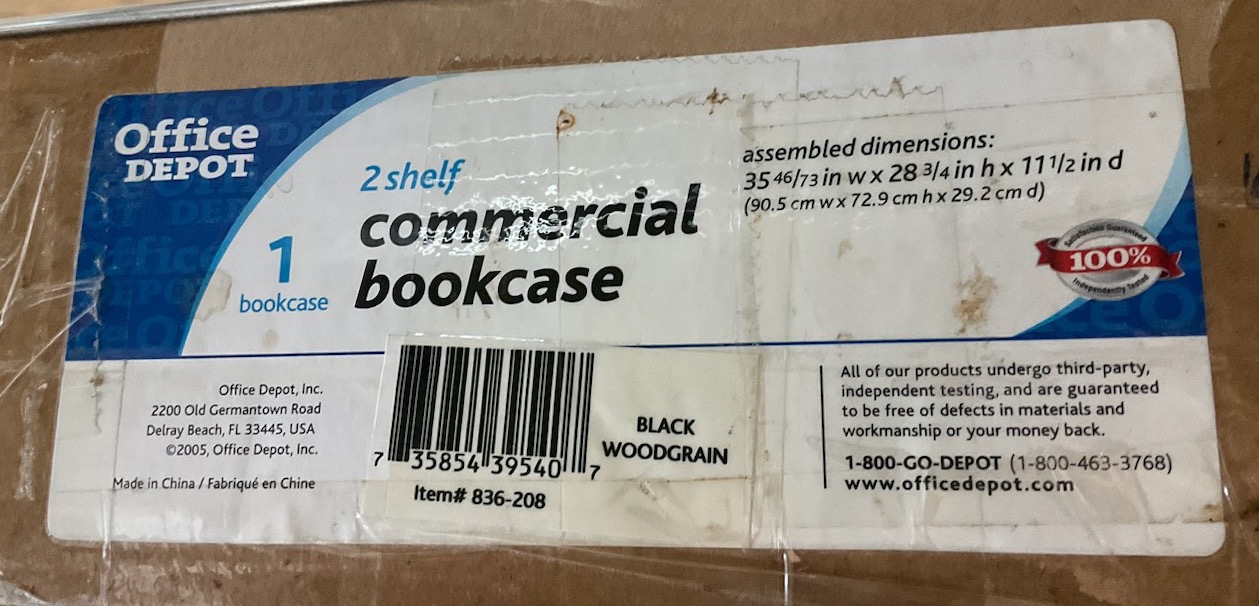 Office
DEPOT
2 shelf
commercial
bookcase
1
bookcase
assembled dimensions:
35 46/73 in w x 28 3/4 in h x 11 1/2 in d
(90.5 cm w x 72.9 cm h x 29.2 cm d)
Satisfaction Guaranteed
100%
Independently Tested
Office Depot, Inc.
2200 Old Germantown Road
Delray Beach, FL 33445, USA
©2005, Office Depot, Inc.
Made in China / Fabriqué en Chine
7 35854 39540 7
Item# 836-208
BLACK
WOODGRAIN
All of our products undergo third-party,
independent testing, and are guaranteed
to be free of defects in materials and
workmanship or your money back.
1-800-GO-DEPOT (1-800-463-3768)
www.officedepot.com